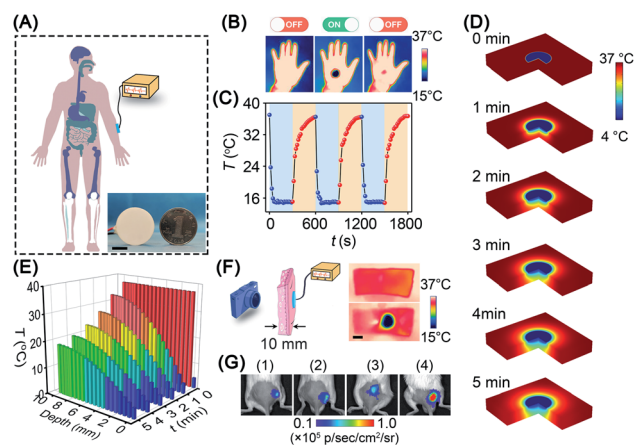 (A)
(B)
OFF
ON
OFF
37°C
15°C
(C)
T (°C)
40
32
24
16
0
600
1200
1800
t (s)
(D)
0 min
37 °C
4 °C
1 min
2 min
3 min
4min
5 min
(E)
T (°C)
40
30
20
10
0
10
8
6
4
2
0
Depth (mm)
5
4
3
2
1
0
t (min)
(F)
10 mm
37°C
15°C
(G)
(1)
(2)
(3)
(4)
0.1
1.0
(×10⁵ p/sec/cm²/sr)